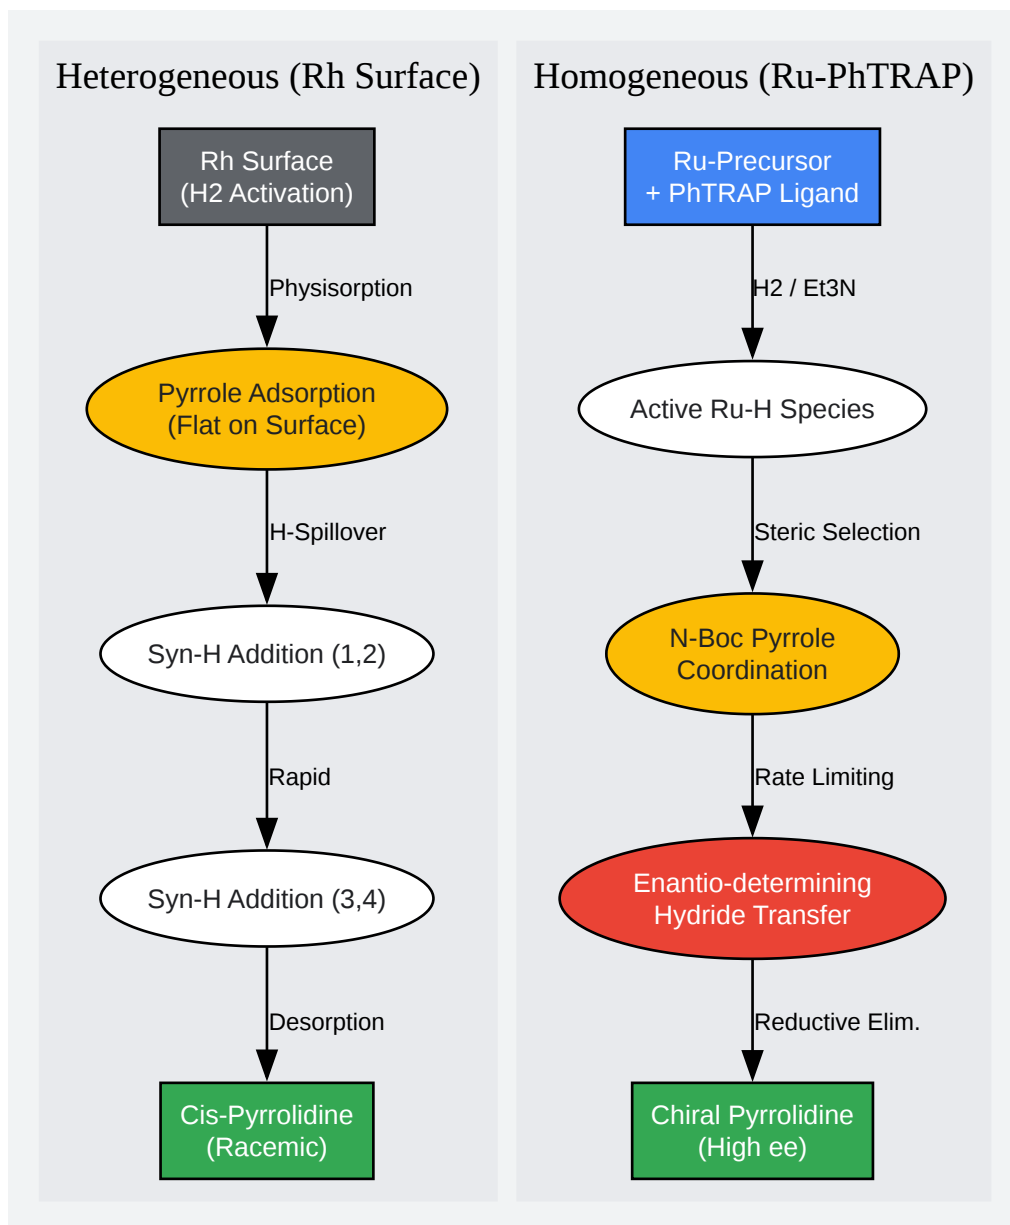 Heterogeneous (Rh Surface)
Rh Surface
(H2 Activation)
Physisorption
Pyrrole Adsorption
(Flat on Surface)
H-Spillover
Syn-H Addition (1,2)
Rapid
Syn-H Addition (3,4)
Desorption
Cis-Pyrrolidine
(Racemic)
Homogeneous (Ru-PhTRAP)
Ru-Precursor
+ PhTRAP Ligand
H2 / Et3N
Active Ru-H Species
Steric Selection
N-Boc Pyrrole
Coordination
Rate Limiting
Enantio-determining
Hydride Transfer
Reductive Elim.
Chiral Pyrrolidine
(High ee)